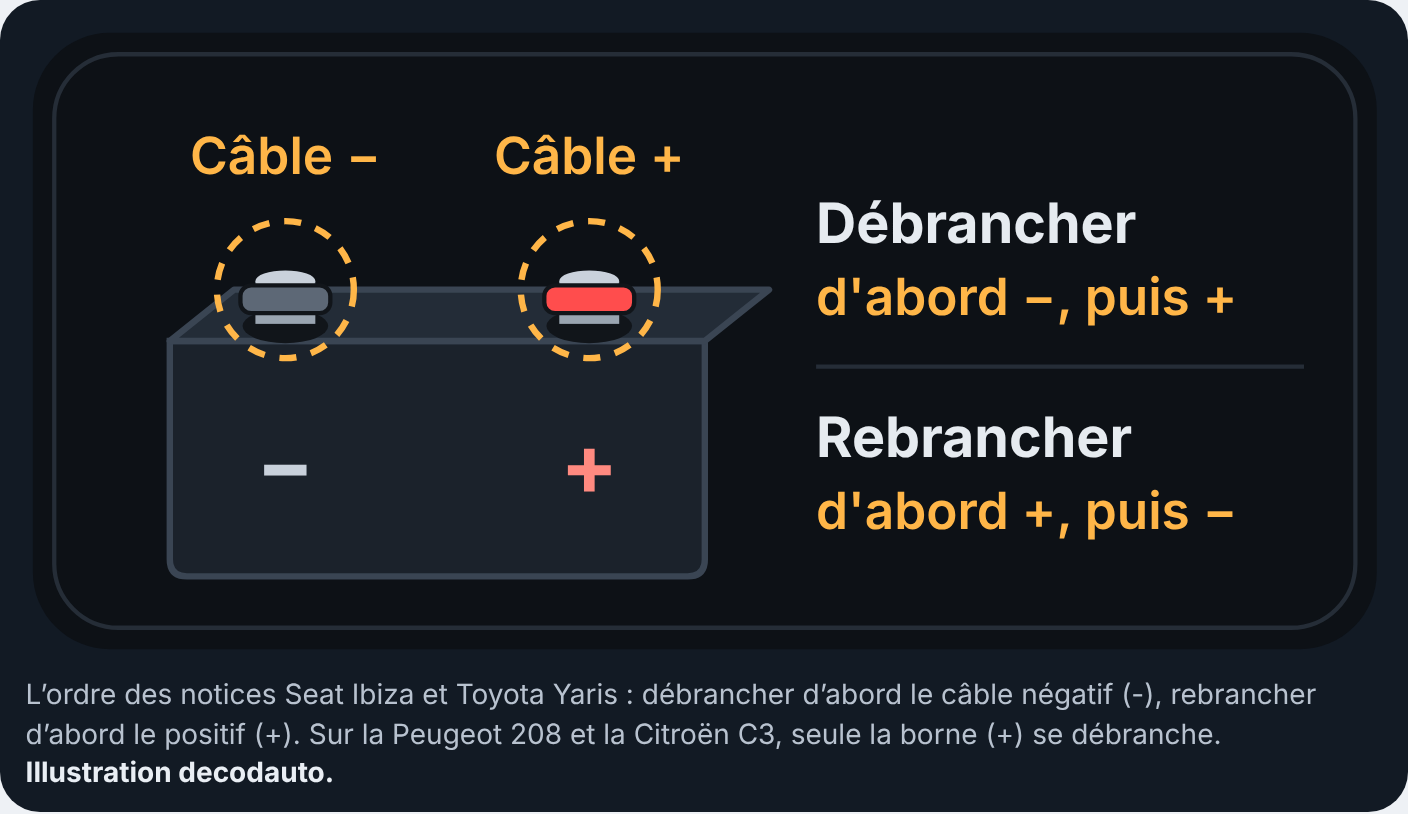 Câble – Câble +
Débrancher
d'abord –, puis +
Rebrancher
d'abord +, puis –
– +
L’ordre des notices Seat Ibiza et Toyota Yaris : débrancher d’abord le câble négatif (-), rebrancher
d’abord le positif (+). Sur la Peugeot 208 et la Citroën C3, seule la borne (+) se débranche.
Illustration decodauto.